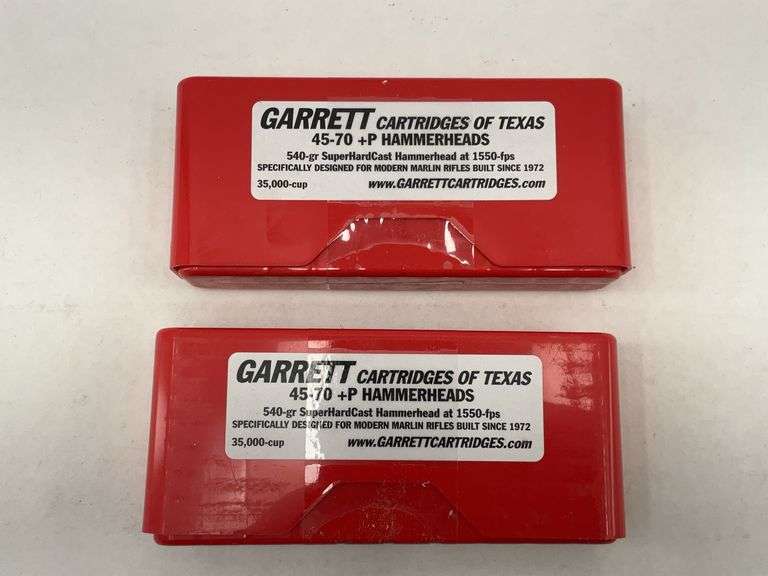 GARRETT CARTRIDGES OF TEXAS
45-70 +P HAMMERHEADS
540-gr SuperHardCast Hammerhead at 1550-fps
SPECIFICALLY DESIGNED FOR MODERN MARLIN RIFLES BUILT SINCE 1972
35,000-cup www.GARRETTCARTRIDGES.com
GARRETT CARTRIDGES OF TEXAS
45-70 +P HAMMERHEADS
540-gr SuperHardCast Hammerhead at 1550-fps
SPECIFICALLY DESIGNED FOR MODERN MARLIN RIFLES BUILT SINCE 1972
35,000-cup www.GARRETTCARTRIDGES.com